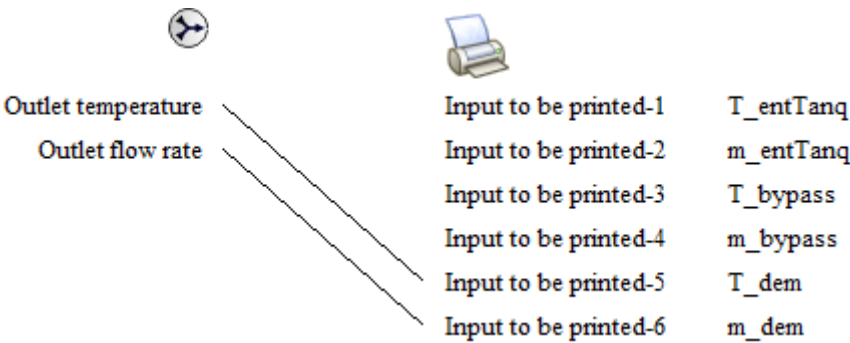 Outlet temperature Input to be printed-1 T_entTanq
Outlet flow rate Input to be printed-2 m_entTanq
Input to be printed-3 T_bypass
Input to be printed-4 m_bypass
Input to be printed-5 T_dem
Input to be printed-6 m_dem